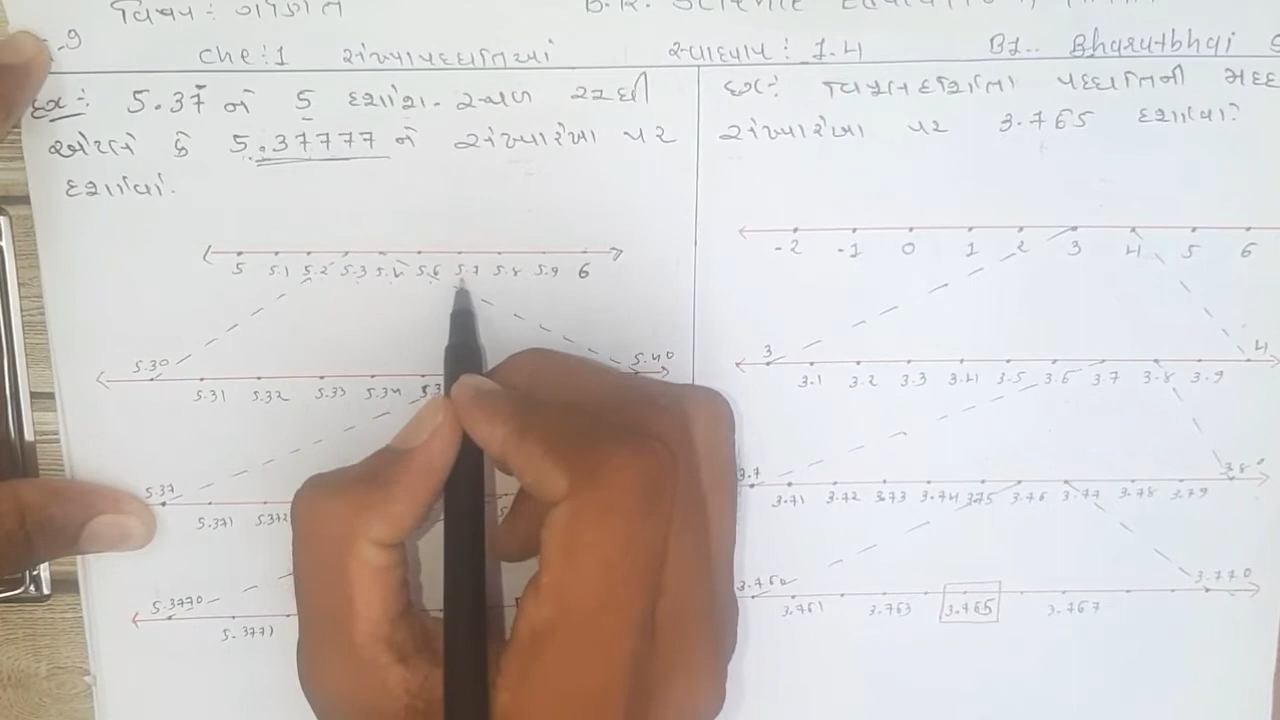 વિષય: ગણિત
Che:1 સંખ્યાપદ્ધતિઓ
સ્વાધ્યાય: 1.4
By.. Bharatbhai S
ઉદા: 5.37 ને 5 દશાંશ-સ્થળ સુધી
એટલે કે 5.37777 ને સંખ્યારેખા પર
દર્શાવો.
5 5.1 5.2 5.3 5.4 5.6 5.7 5.8 5.9 6
5.30 5.40
5.31 5.32 5.33 5.34
5.37
5.371 5.372
5.3770
5.3771
ઉદા: વિપુલદર્શિતા પદ્ધતિની મદદ
સંખ્યારેખા પર 3.765 દર્શાવો?
-2 -1 0 1 2 3 4 5 6
3 4
3.1 3.2 3.3 3.4 3.5 3.6 3.7 3.8 3.9
3.7 3.80
3.71 3.72 3.73 3.74 3.75 3.76 3.77 3.78 3.79
3.760 3.770
3.761 3.763 3.765 3.767